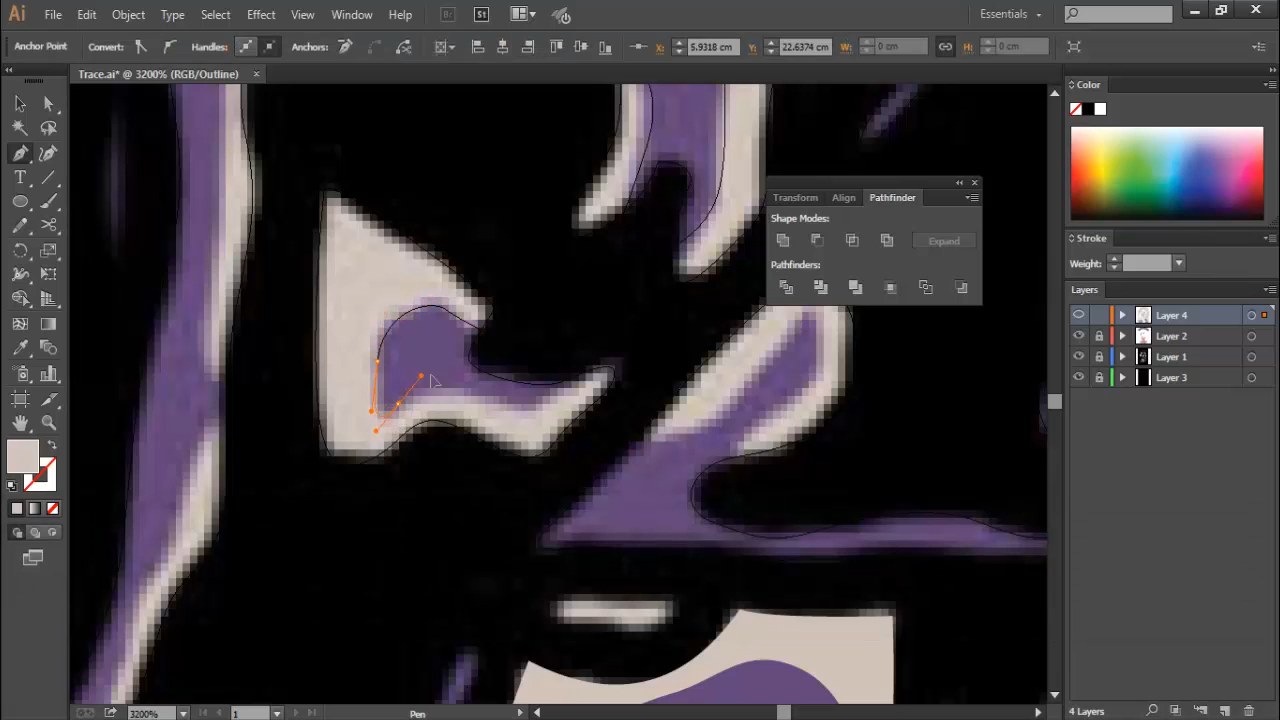 Ai File Edit Object Type Select Effect View Window Help Br St Essentials
Anchor Point Convert: Handles: Anchors: X: 5.9318 cm Y: 22.6374 cm W: 0 cm H: 0 cm
Trace.ai* @ 3200% (RGB/Outline)
Color
Transform Align Pathfinder
Shape Modes:
Expand
Pathfinders:
Stroke
Weight:
Layers
Layer 4
Layer 2
Layer 1
Layer 3
4 Layers
3200% 1 Pen